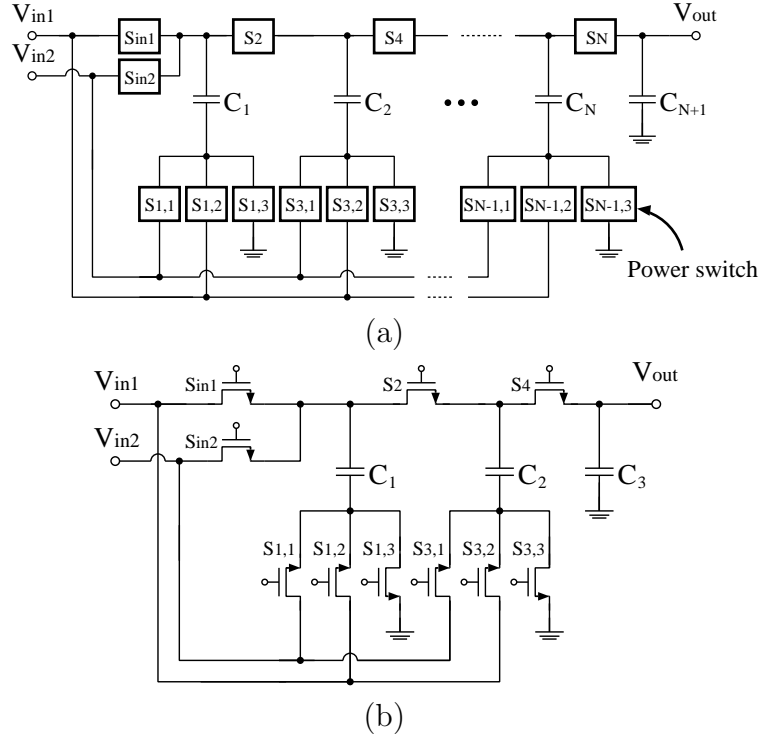 Vin1
Sin1
S2
S4
SN
Vout
Vin2
Sin2
C1
C2
CN
CN+1
S1,1
S1,2
S1,3
S3,1
S3,2
S3,3
SN-1,1
SN-1,2
SN-1,3
Power switch
(a)
Vin1
Sin1
S2
S4
Vout
Vin2
Sin2
C1
C2
C3
S1,1
S1,2
S1,3
S3,1
S3,2
S3,3
(b)